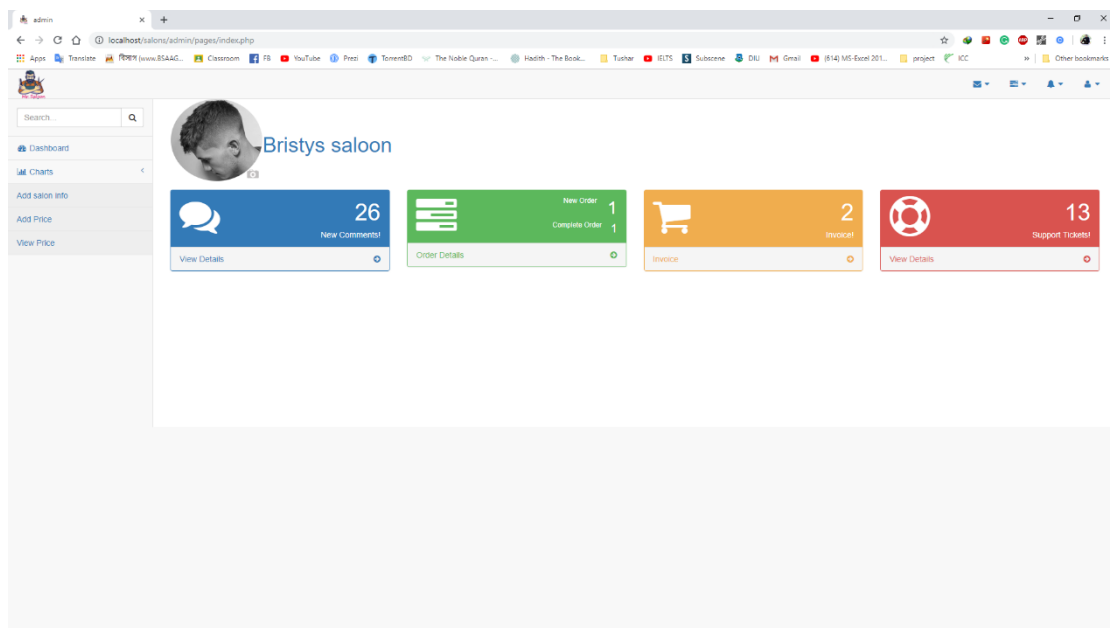 admin
localhost/salons/admin/pages/index.php
Apps Translate বিসাগ (www.BSAAG... Classroom FB YouTube Prezi TorrentBD The Noble Quran -... Hadith - The Book... Tushar IELTS Subscene DIU Gmail (614) MS-Excel 201... project ICC Other bookmarks
Search...
Dashboard
Charts
Add salon info
Add Price
View Price
Bristys saloon
26
New Comments!
View Details
New Order 1
Complete Order 1
Order Details
2
Invoice!
Invoice
13
Support Tickets!
View Details